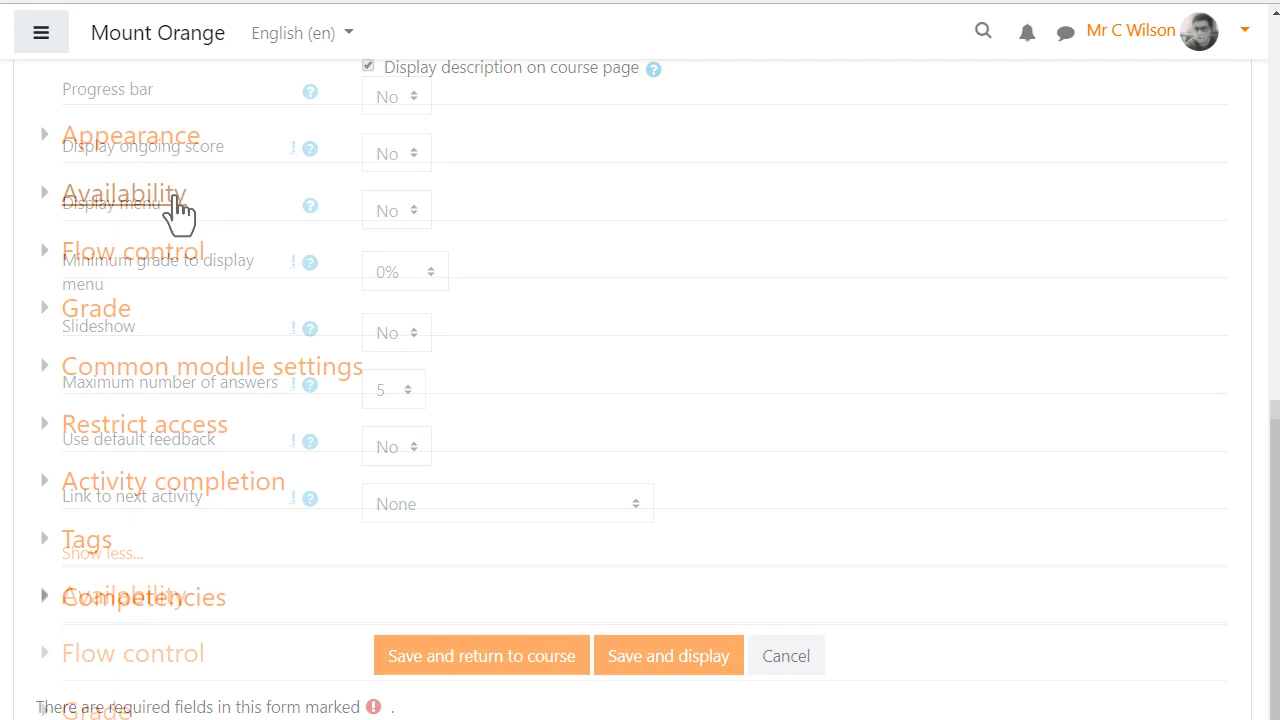 Mount Orange English (en) Mr C Wilson
Display description on course page ?
Progress bar ? No
Appearance
Display ongoing score ! ? No
Availability
Display menu ? No
Flow control
Minimum grade to display menu ! ? 0%
Grade
Slideshow ! ? No
Common module settings
Maximum number of answers ! ? 5
Restrict access
Use default feedback ! ? No
Activity completion
Link to next activity ! ? None
Tags
Show less...
Availability
Competencies
Flow control
Save and return to course Save and display Cancel
There are required fields in this form marked ! .
Grade